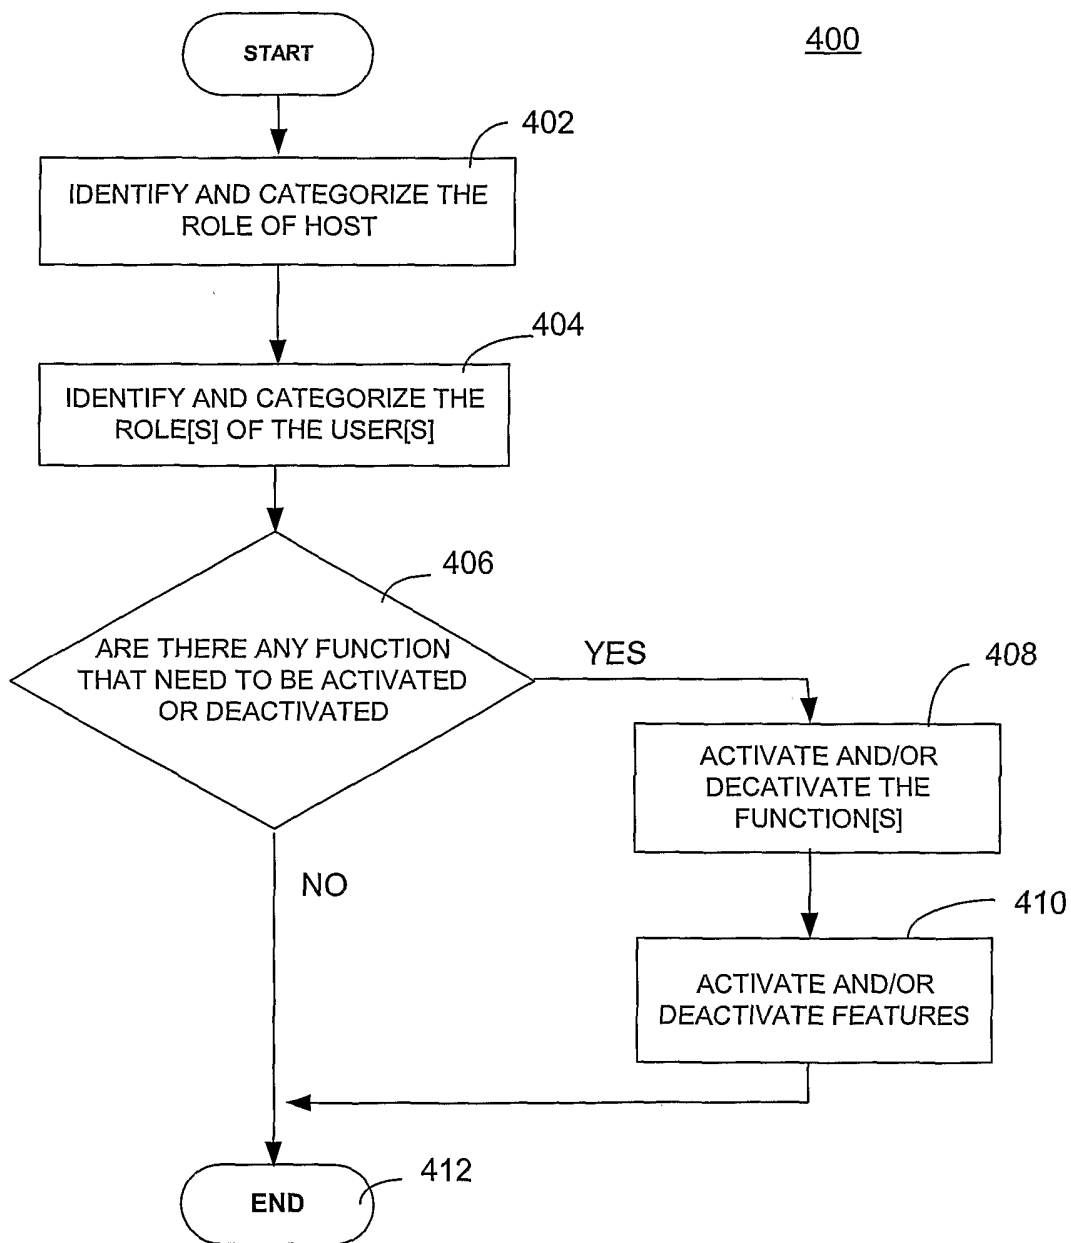 START
400
402
IDENTIFY AND CATEGORIZE THE
ROLE OF HOST
404
IDENTIFY AND CATEGORIZE THE
ROLE[S] OF THE USER[S]
406
ARE THERE ANY FUNCTION
THAT NEED TO BE ACTIVATED
OR DEACTIVATED
YES
408
ACTIVATE AND/OR
DECATIVATE THE
FUNCTION[S]
NO
410
ACTIVATE AND/OR
DEACTIVATE FEATURES
412
END